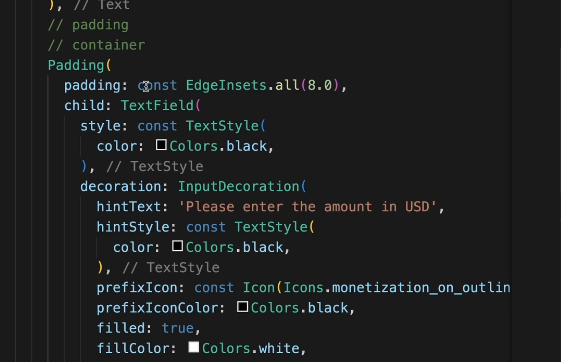 ), // Text
// padding
// container
Padding(
padding: const EdgeInsets.all(8.0),
child: TextField(
style: const TextStyle(
color: Colors.black,
), // TextStyle
decoration: InputDecoration(
hintText: 'Please enter the amount in USD',
hintStyle: const TextStyle(
color: Colors.black,
), // TextStyle
prefixIcon: const Icon(Icons.monetization_on_outlin
prefixIconColor: Colors.black,
filled: true,
fillColor: Colors.white,